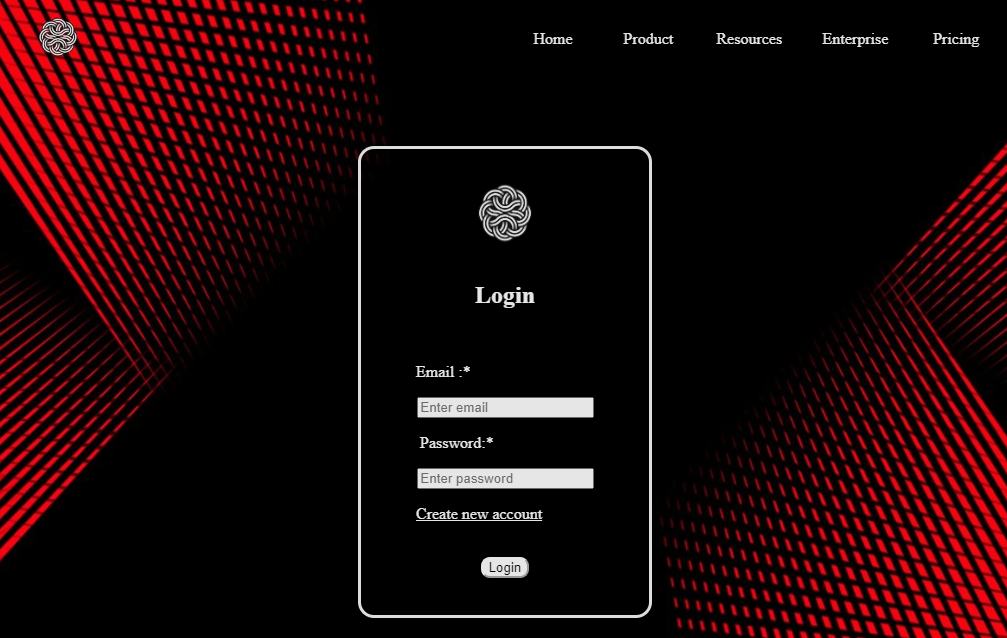 Home Product Resources Enterprise Pricing
Login
Email :*
Enter email
Password:*
Enter password
Create new account
Login